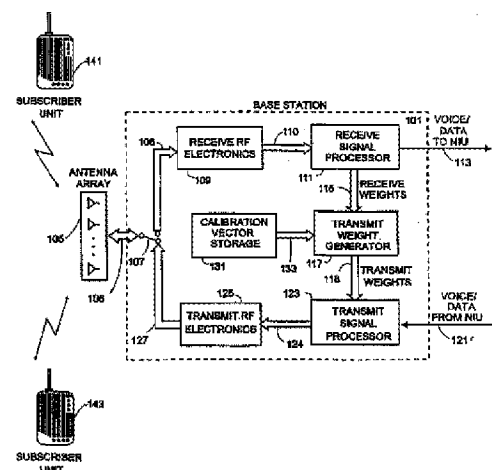 141
SUBSCRIBER
UNIT
BASE STATION
101
VOICE/
DATA
TO NIU
113
RECEIVE RF
ELECTRONICS
109
110
RECEIVE SIGNAL
PROCESSOR
111
115
RECEIVE
WEIGHTS
ANTENNA
ARRAY
105
106
107
CALIBRATION
VECTOR
STORAGE
131
133
TRANSMIT
WEIGHT
GENERATOR
117
118
TRANSMIT
WEIGHTS
125
TRANSMIT RF
ELECTRONICS
127
124
123
TRANSMIT
SIGNAL
PROCESSOR
VOICE/
DATA
FROM NIU
121
143
SUBSCRIBER
UNIT